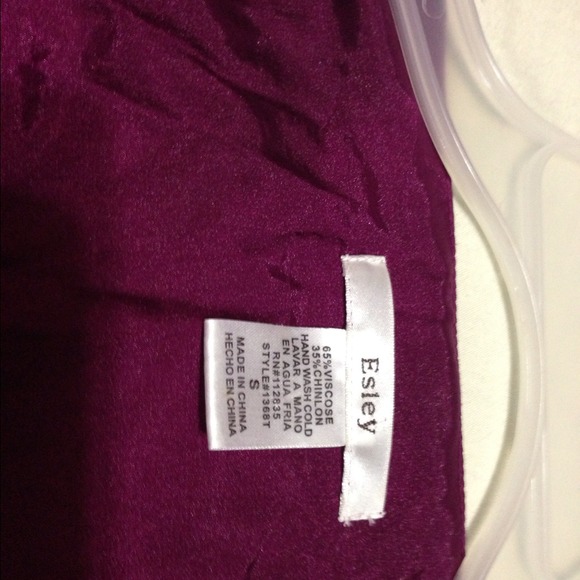 Esley
65%VISCOSE
35%CHINLON
HAND WASH COLD
LAVAR A MANO
EN AGUA FRIA
RN#112835
STYLE#1368T
S
MADE IN CHINA
HECHO EN CHINA